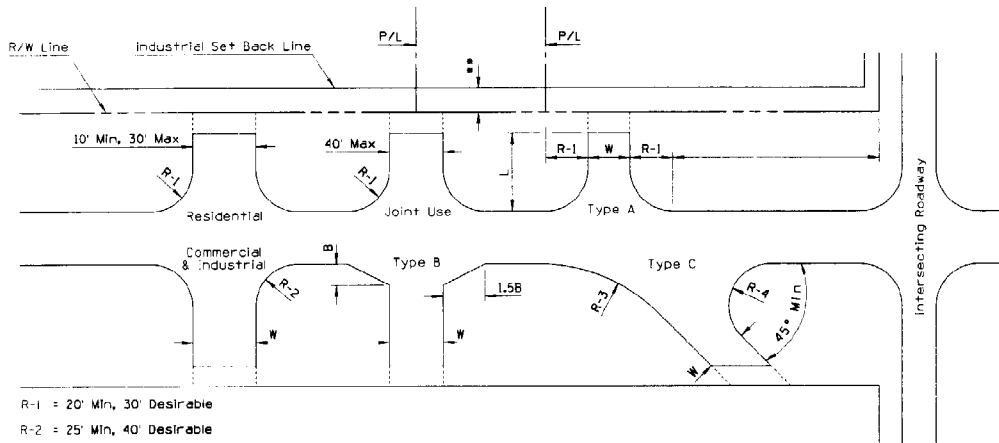 P/L
P/L
R/W Line
Industrial Set Back Line
**
10' Min, 30' Max
40' Max
R-1
R-1
L
R-1
W
R-1
Residential
Joint Use
Type A
Commercial
& Industrial
B
Type B
Type C
Intersecting Roadway
R-2
1.5B
R-3
R-4
45° Min
W
W
W
R-1 = 20' Min, 30' Desirable
R-2 = 25' Min, 40' Desirable